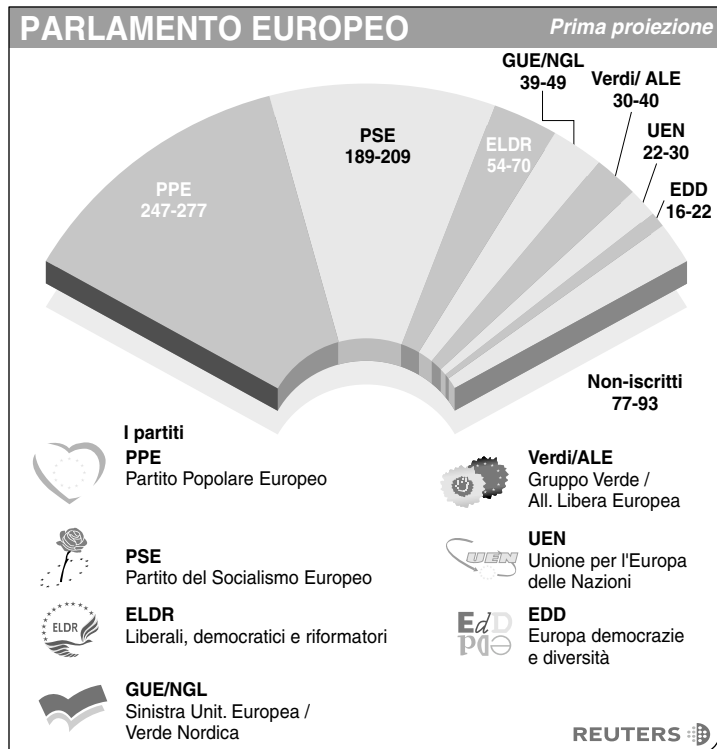 PARLAMENTO EUROPEO
Prima proiezione
PPE
247-277
PSE
189-209
ELDR
54-70
GUE/NGL
39-49
Verdi/ ALE
30-40
UEN
22-30
EDD
16-22
Non-iscritti
77-93
I partiti
PPE
Partito Popolare Europeo
PSE
Partito del Socialismo Europeo
ELDR
ELDR
Liberali, democratici e riformatori
GUE/NGL
Sinistra Unit. Europea /
Verde Nordica
Verdi/ALE
Gruppo Verde /
All. Libera Europea
UEN
UEN
Unione per l'Europa
delle Nazioni
EdD
EDD
Europa democrazie
e diversità
REUTERS